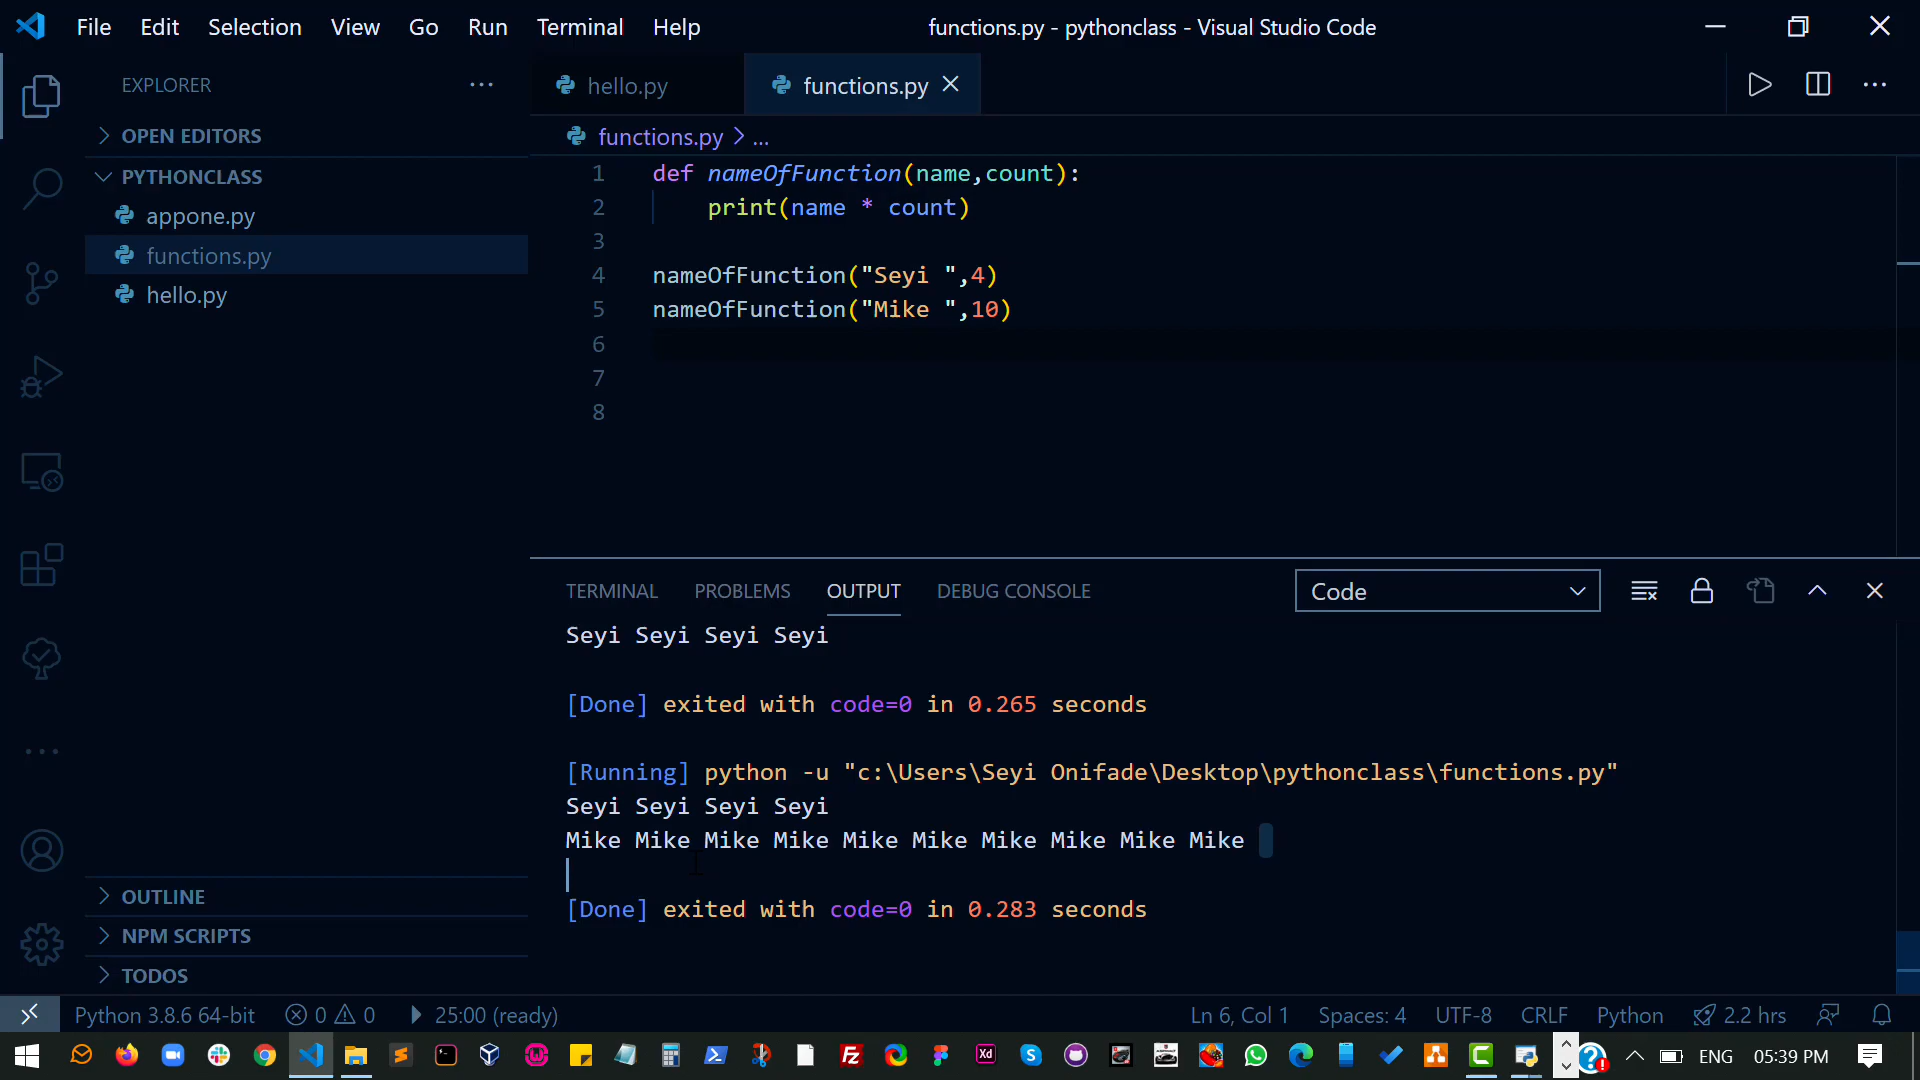 File Edit Selection View Go Run Terminal Help
functions.py - pythonclass - Visual Studio Code
EXPLORER
OPEN EDITORS
PYTHONCLASS
appone.py
functions.py
hello.py
OUTLINE
NPM SCRIPTS
TODOS
hello.py
functions.py
functions.py > ...
1 def nameOfFunction(name,count):
2     print(name * count)
3
4 nameOfFunction("Seyi ",4)
5 nameOfFunction("Mike ",10)
6
7
8
TERMINAL PROBLEMS OUTPUT DEBUG CONSOLE
Code
Seyi Seyi Seyi Seyi
[Done] exited with code=0 in 0.265 seconds
[Running] python -u "c:\Users\Seyi Onifade\Desktop\pythonclass\functions.py"
Seyi Seyi Seyi Seyi
Mike Mike Mike Mike Mike Mike Mike Mike Mike Mike
[Done] exited with code=0 in 0.283 seconds
Python 3.8.6 64-bit 0 0 25:00 (ready) Ln 6, Col 1 Spaces: 4 UTF-8 CRLF Python 2.2 hrs
Xd
ENG 05:39 PM